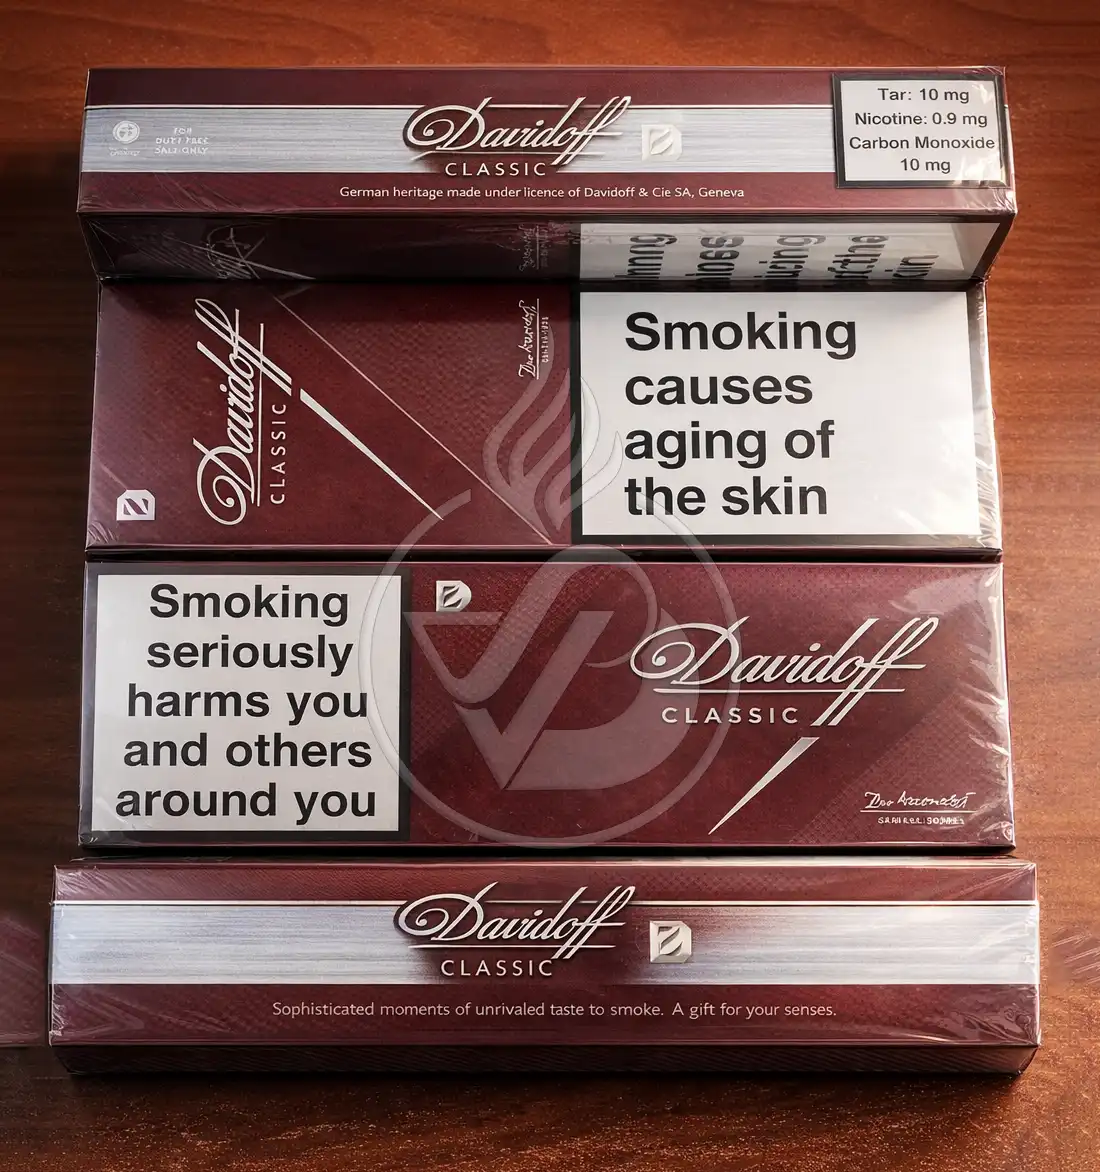 FOR
DUTY FREE
SALE ONLY
Davidoff
CLASSIC
German heritage made under licence of Davidoff & Cie SA, Geneva
Tar: 10 mg
Nicotine: 0.9 mg
Carbon Monoxide
10 mg
Davidoff
CLASSIC
Smoking
causes
aging of
the skin
Smoking
seriously
harms you
and others
around you
Davidoff
CLASSIC
Davidoff
CLASSIC
Sophisticated moments of unrivaled taste to smoke. A gift for your senses.